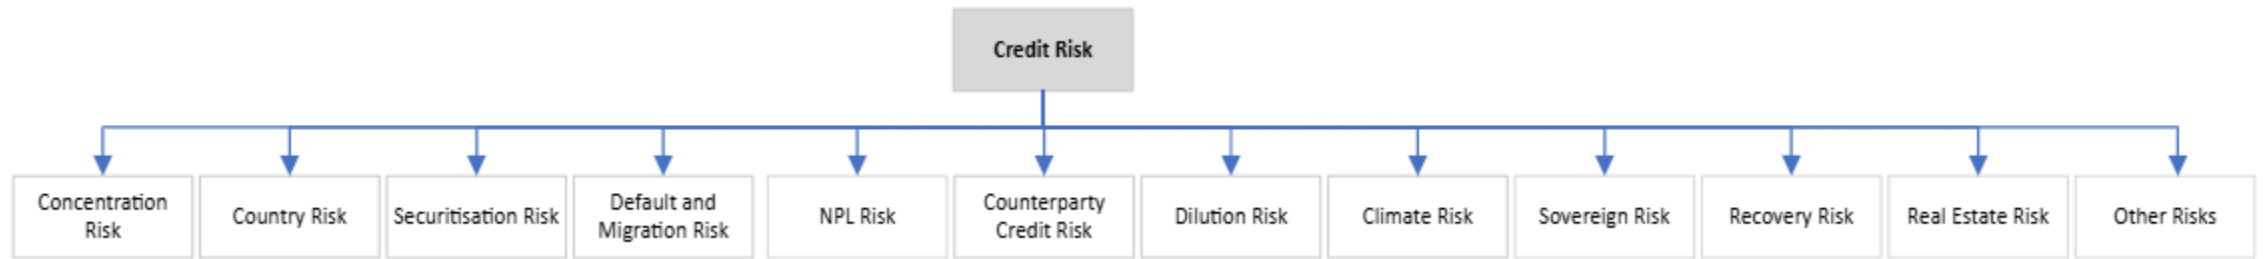 Credit Risk
Concentration
Risk
Country Risk
Securitisation Risk
Default and
Migration Risk
NPL Risk
Counterparty
Credit Risk
Dilution Risk
Climate Risk
Sovereign Risk
Recovery Risk
Real Estate Risk
Other Risks